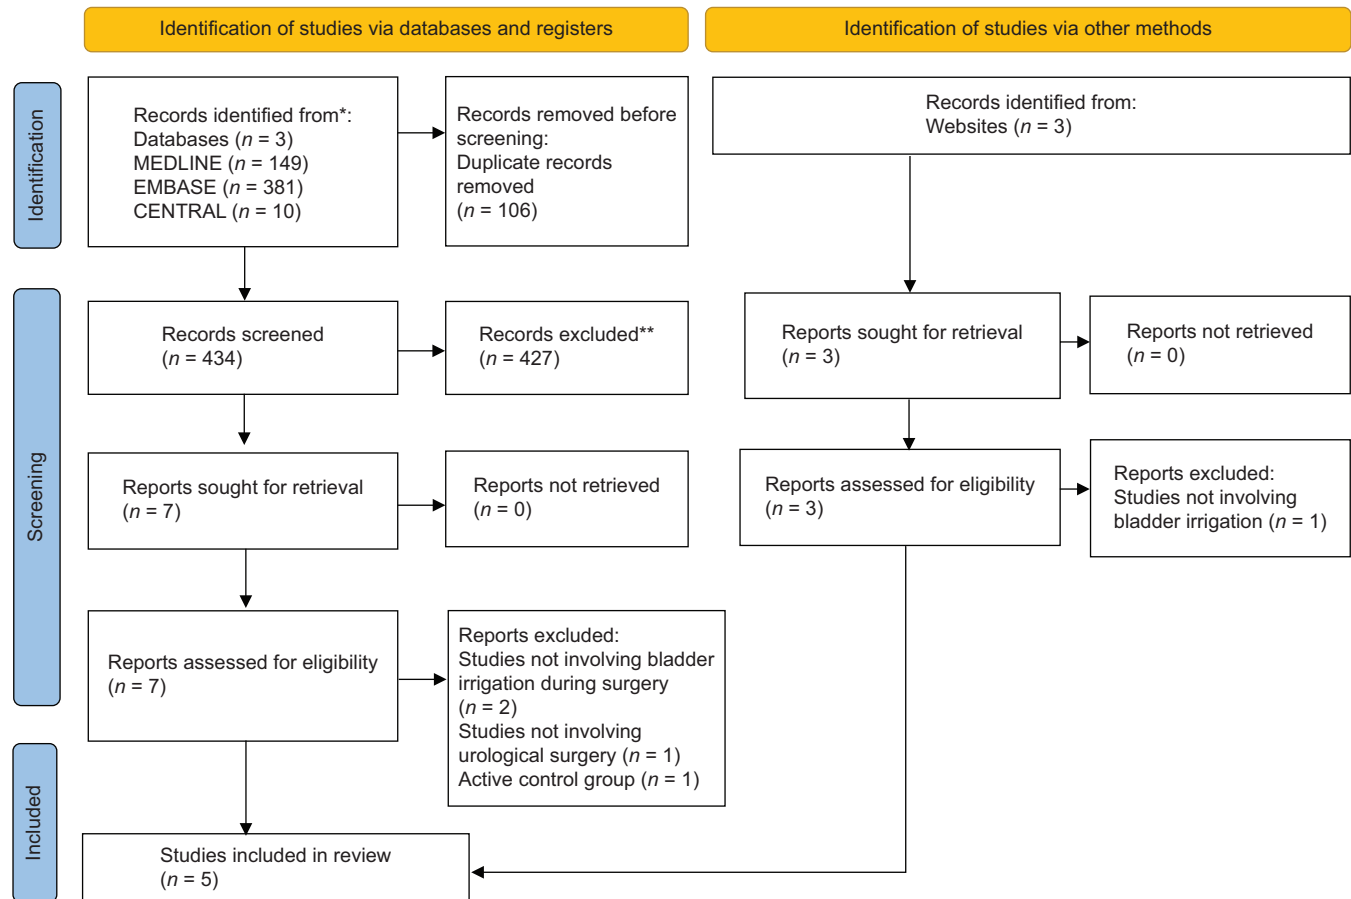 Identification of studies via databases and registers
Identification of studies via other methods
Identification
Records identified from*:
Databases (n = 3)
MEDLINE (n = 149)
EMBASE (n = 381)
CENTRAL (n = 10)
Records removed before
screening:
Duplicate records
removed
(n = 106)
Records identified from:
Websites (n = 3)
Screening
Records screened
(n = 434)
Records excluded**
(n = 427)
Reports sought for retrieval
(n = 3)
Reports not retrieved
(n = 0)
Reports sought for retrieval
(n = 7)
Reports not retrieved
(n = 0)
Reports assessed for eligibility
(n = 3)
Reports excluded:
Studies not involving
bladder irrigation (n = 1)
Reports assessed for eligibility
(n = 7)
Reports excluded:
Studies not involving bladder
irrigation during surgery
(n = 2)
Studies not involving
urological surgery (n = 1)
Active control group (n = 1)
Included
Studies included in review
(n = 5)